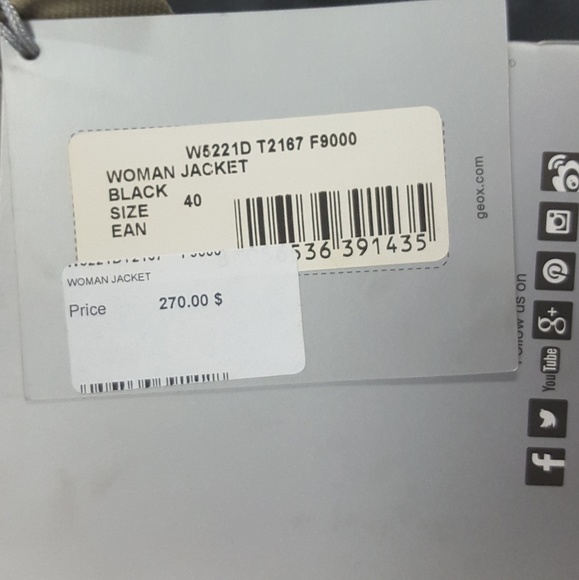 W5221D T2167 F9000
WOMAN JACKET
BLACK
SIZE 40
EAN
536 391435
WOMAN JACKET
Price 270.00 $
geox.com
Follow us on
g+
YouTube
f